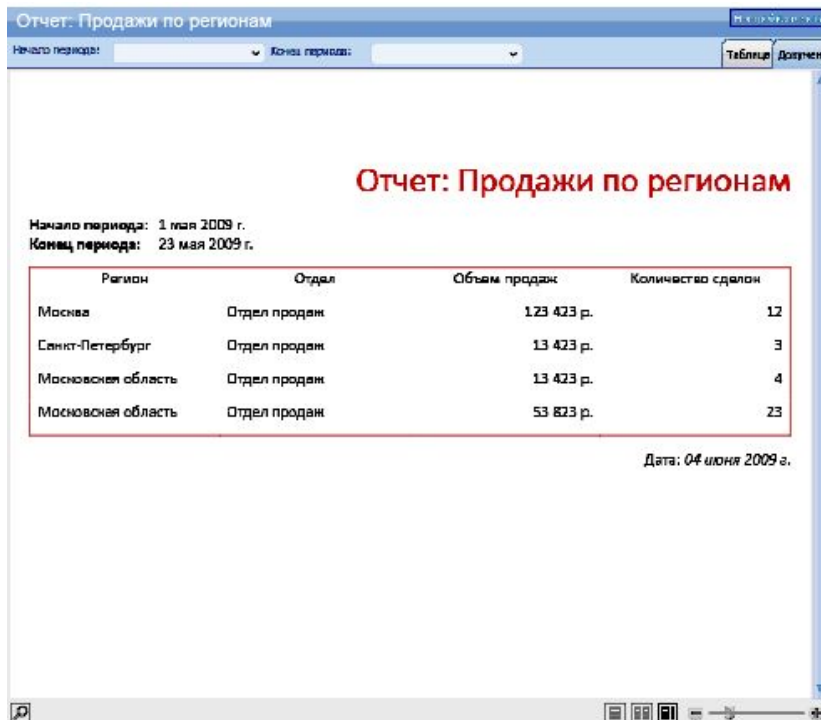 Отчет: Продажи по регионам
Начало периода: Конец периода: Таблица
Отчет: Продажи по регионам
Начало периода: 1 мая 2009 г.
Конец периода: 23 мая 2009 г.
Регион Отдел Объем продаж Количество сделок
Москва Отдел продаж 123 423 р. 12
Санкт-Петербург Отдел продаж 13 423 р. 3
Московская область Отдел продаж 13 423 р. 4
Московская область Отдел продаж 53 823 р. 23
Дата: 04 июня 2009 г.